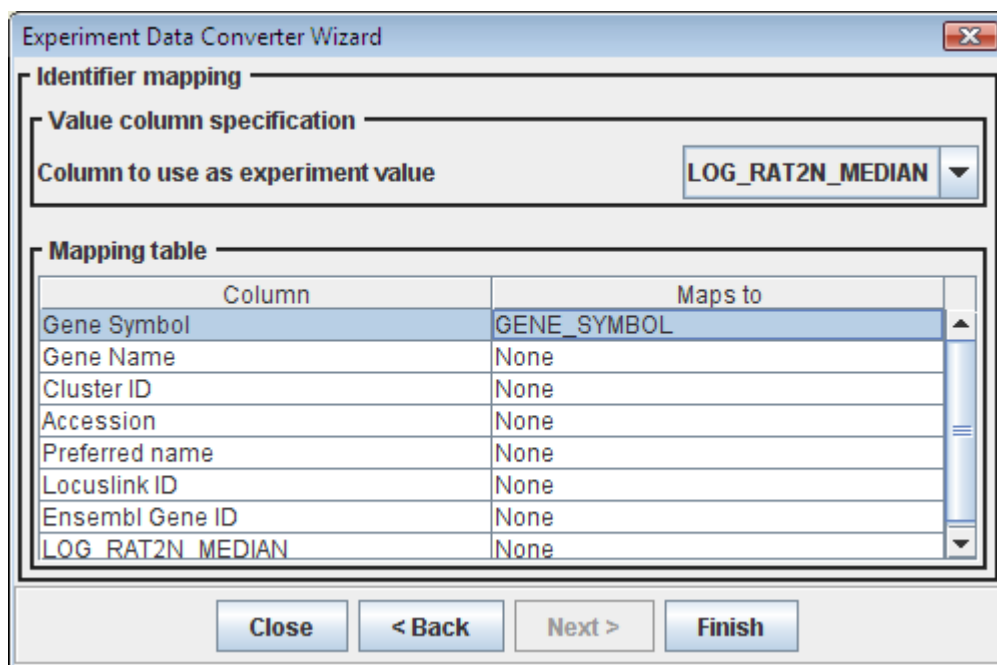 Experiment Data Converter Wizard
Identifier mapping
Value column specification
Column to use as experiment value LOG_RAT2N_MEDIAN
Mapping table
Column Maps to
Gene Symbol GENE_SYMBOL
Gene Name None
Cluster ID None
Accession None
Preferred name None
Locuslink ID None
Ensembl Gene ID None
LOG_RAT2N_MEDIAN None
Close < Back Next > Finish